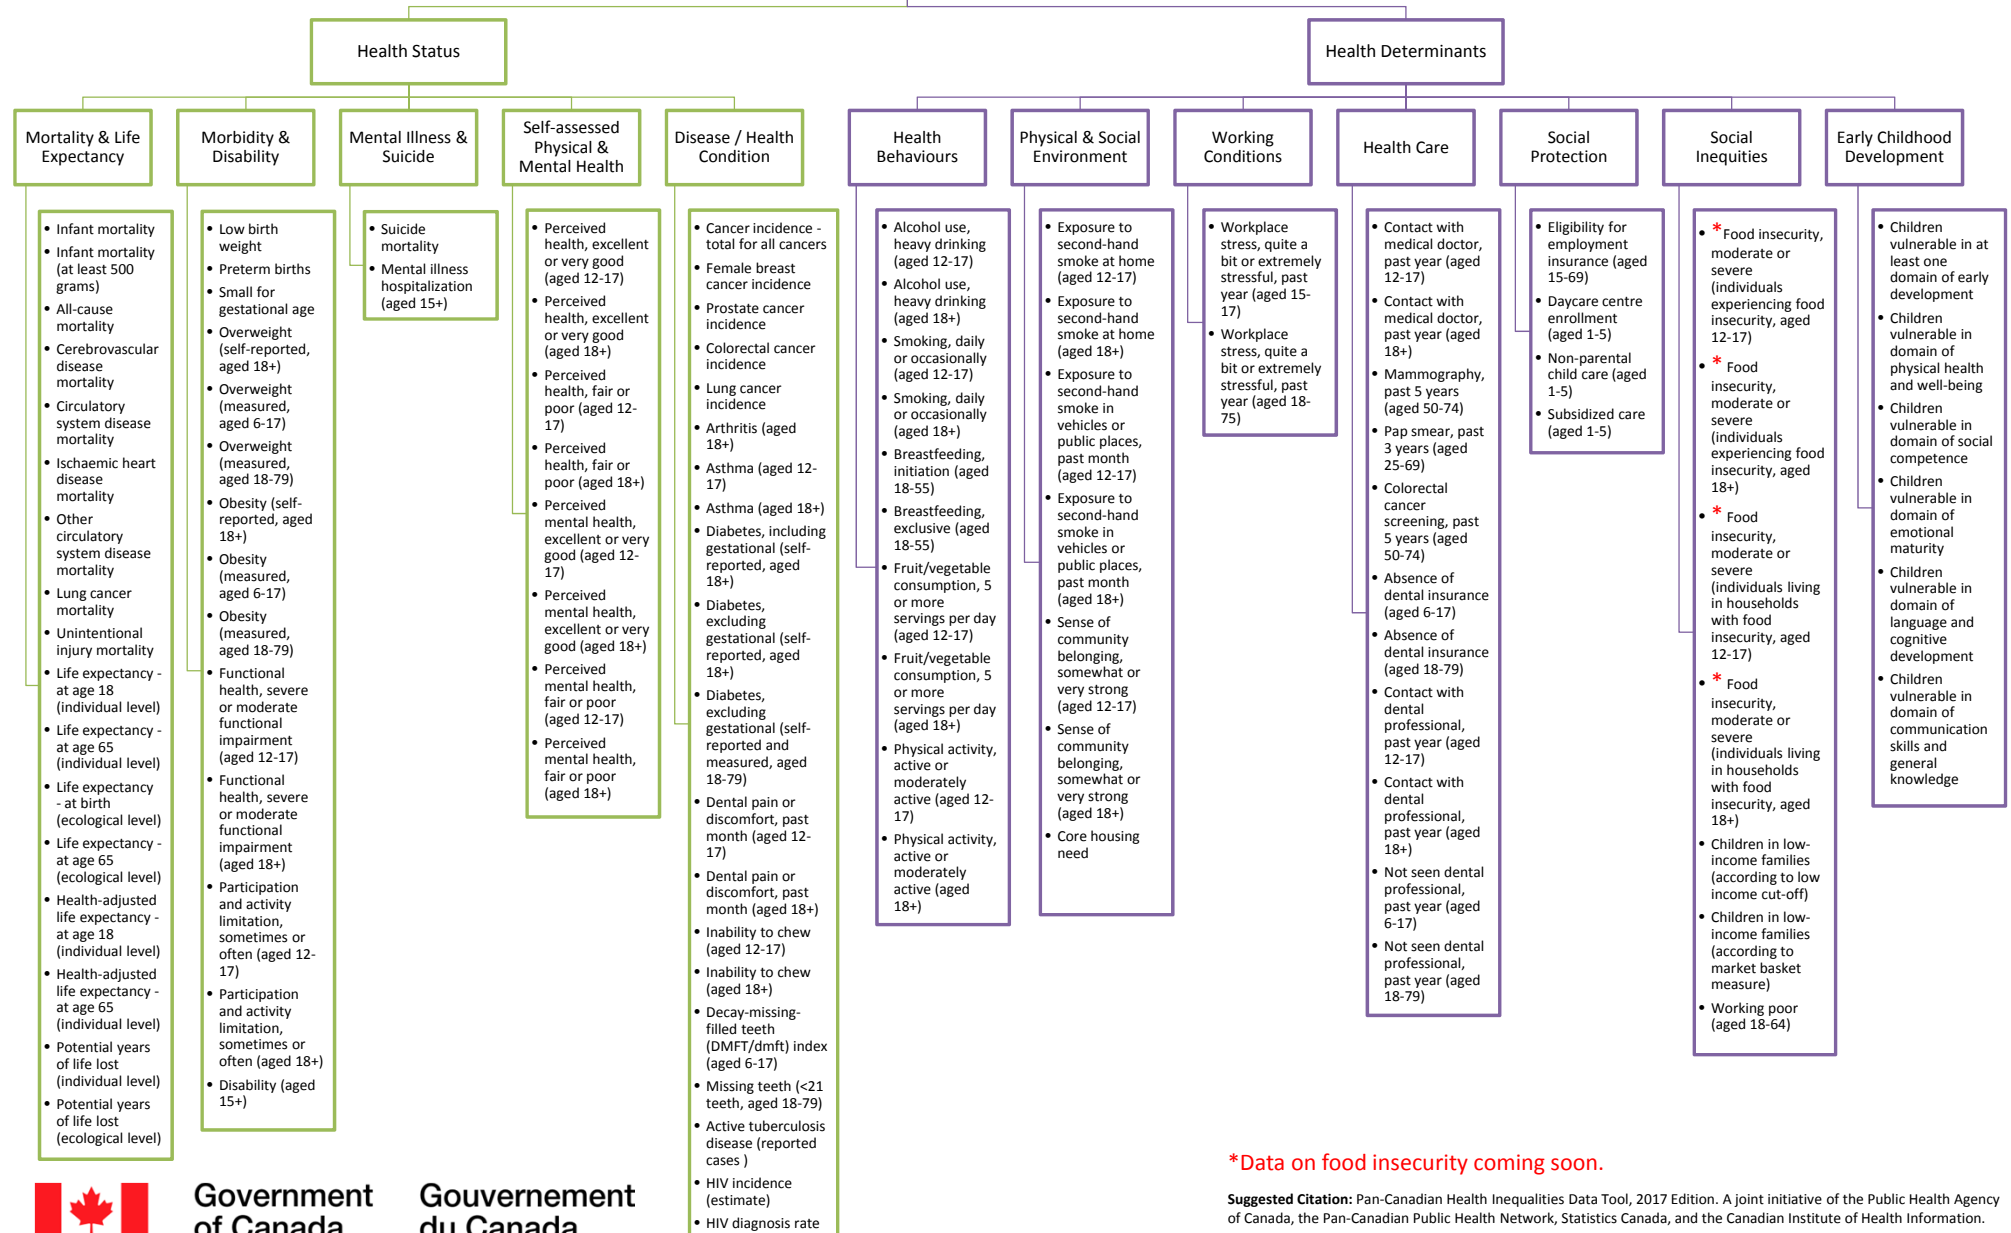 Health Status
Health Determinants
Mortality & Life
Expectancy
Morbidity &
Disability
Mental Illness &
Suicide
Self-assessed
Physical &
Mental Health
Disease / Health
Condition
Health
Behaviours
Physical & Social
Environment
Working
Conditions
Health Care
Social
Protection
Social
Inequities
Early Childhood
Development
• Infant mortality
• Infant mortality
(at least 500
grams)
• All-cause
mortality
• Cerebrovascular
disease
mortality
• Circulatory
system disease
mortality
• Ischaemic heart
disease
mortality
• Other
circulatory
system disease
mortality
• Lung cancer
mortality
• Unintentional
injury mortality
• Life expectancy -
at age 18
(individual level)
• Life expectancy -
at age 65
(individual level)
• Life expectancy
- at birth
(ecological level)
• Life expectancy -
at age 65
(ecological level)
• Health-adjusted
life expectancy -
at age 18
(individual level)
• Health-adjusted
life expectancy -
at age 65
(individual level)
• Potential years
of life lost
(individual level)
• Potential years
of life lost
(ecological level)
• Low birth
weight
• Preterm births
• Small for
gestational age
• Overweight
(self-reported,
aged 18+)
• Overweight
(measured,
aged 6-17)
• Overweight
(measured,
aged 18-79)
• Obesity (self-
reported, aged
18+)
• Obesity
(measured,
aged 6-17)
• Obesity
(measured,
aged 18-79)
• Functional
health, severe
or moderate
functional
impairment
(aged 12-17)
• Functional
health, severe
or moderate
functional
impairment
(aged 18+)
• Participation
and activity
limitation,
sometimes or
often (aged 12-
17)
• Participation
and activity
limitation,
sometimes or
often (aged 18+)
• Disability (aged
15+)
• Suicide
mortality
• Mental illness
hospitalization
(aged 15+)
• Perceived
health, excellent
or very good
(aged 12-17)
• Perceived
health, excellent
or very good
(aged 18+)
• Perceived
health, fair or
poor (aged 12-
17)
• Perceived
health, fair or
poor (aged 18+)
• Perceived
mental health,
excellent or very
good (aged 12-
17)
• Perceived
mental health,
excellent or very
good (aged 18+)
• Perceived
mental health,
fair or poor
(aged 12-17)
• Perceived
mental health,
fair or poor
(aged 18+)
• Cancer incidence -
total for all cancers
• Female breast
cancer incidence
• Prostate cancer
incidence
• Colorectal cancer
incidence
• Lung cancer
incidence
• Arthritis (aged
18+)
• Asthma (aged 12-
17)
• Asthma (aged 18+)
• Diabetes, including
gestational (self-
reported, aged
18+)
• Diabetes,
excluding
gestational (self-
reported, aged
18+)
• Diabetes,
excluding
gestational (self-
reported and
measured, aged
18-79)
• Dental pain or
discomfort, past
month (aged 12-
17)
• Dental pain or
discomfort, past
month (aged 18+)
• Inability to chew
(aged 12-17)
• Inability to chew
(aged 18+)
• Decay-missing-
filled teeth
(DMFT/dmft) index
(aged 6-17)
• Missing teeth (<21
teeth, aged 18-79)
• Active tuberculosis
disease (reported
cases )
• HIV incidence
(estimate)
• HIV diagnosis rate
• Alcohol use,
heavy drinking
(aged 12-17)
• Alcohol use,
heavy drinking
(aged 18+)
• Smoking, daily
or occasionally
(aged 12-17)
• Smoking, daily
or occasionally
(aged 18+)
• Breastfeeding,
initiation (aged
18-55)
• Breastfeeding,
exclusive (aged
18-55)
• Fruit/vegetable
consumption, 5
or more
servings per day
(aged 12-17)
• Fruit/vegetable
consumption, 5
or more
servings per day
(aged 18+)
• Physical activity,
active or
moderately
active (aged 12-
17)
• Physical activity,
active or
moderately
active (aged
18+)
• Exposure to
second-hand
smoke at home
(aged 12-17)
• Exposure to
second-hand
smoke at home
(aged 18+)
• Exposure to
second-hand
smoke in
vehicles or
public places,
past month
(aged 12-17)
• Exposure to
second-hand
smoke in
vehicles or
public places,
past month
(aged 18+)
• Sense of
community
belonging,
somewhat or
very strong
(aged 12-17)
• Sense of
community
belonging,
somewhat or
very strong
(aged 18+)
• Core housing
need
• Workplace
stress, quite a
bit or extremely
stressful, past
year (aged 15-
17)
• Workplace
stress, quite a
bit or extremely
stressful, past
year (aged 18-
75)
• Contact with
medical doctor,
past year (aged
12-17)
• Contact with
medical doctor,
past year (aged
18+)
• Mammography,
past 5 years
(aged 50-74)
• Pap smear, past
3 years (aged
25-69)
• Colorectal
cancer
screening, past
5 years (aged
50-74)
• Absence of
dental insurance
(aged 6-17)
• Absence of
dental insurance
(aged 18-79)
• Contact with
dental
professional,
past year (aged
12-17)
• Contact with
dental
professional,
past year (aged
18+)
• Not seen dental
professional,
past year (aged
6-17)
• Not seen dental
professional,
past year (aged
18-79)
• Eligibility for
employment
insurance (aged
15-69)
• Daycare centre
enrollment
(aged 1-5)
• Non-parental
child care (aged
1-5)
• Subsidized care
(aged 1-5)
• *Food insecurity,
moderate or
severe
(individuals
experiencing food
insecurity, aged
12-17)
• * Food
insecurity,
moderate or
severe
(individuals
experiencing food
insecurity, aged
18+)
• * Food
insecurity,
moderate or
severe
(individuals living
in households
with food
insecurity, aged
12-17)
• * Food
insecurity,
moderate or
severe
(individuals living
in households
with food
insecurity, aged
18+)
• Children in low-
income families
(according to low
income cut-off)
• Children in low-
income families
(according to
market basket
measure)
• Working poor
(aged 18-64)
• Children
vulnerable in at
least one
domain of early
development
• Children
vulnerable in
domain of
physical health
and well-being
• Children
vulnerable in
domain of social
competence
• Children
vulnerable in
domain of
emotional
maturity
• Children
vulnerable in
domain of
language and
cognitive
development
• Children
vulnerable in
domain of
communication
skills and
general
knowledge
*Data on food insecurity coming soon.
Suggested Citation: Pan-Canadian Health Inequalities Data Tool, 2017 Edition. A joint initiative of the Public Health Agency
of Canada, the Pan-Canadian Public Health Network, Statistics Canada, and the Canadian Institute of Health Information.
Government
of Canada
Gouvernement
du Canada